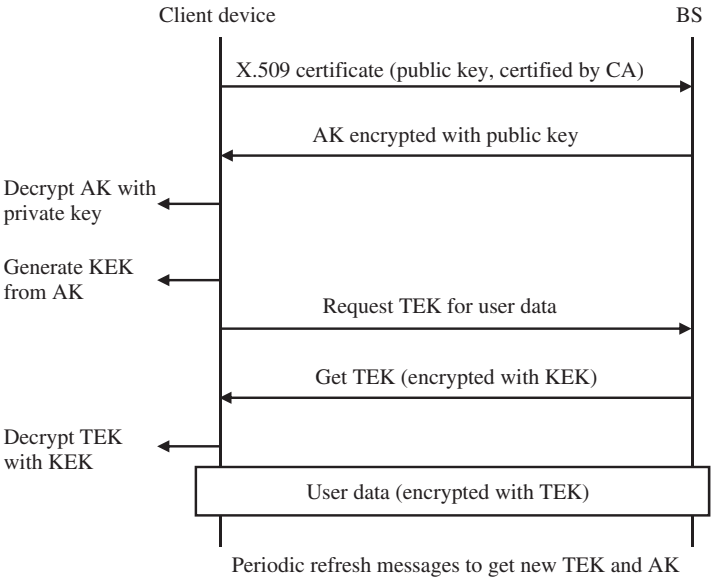 Client device
BS
X.509 certificate (public key, certified by CA)
AK encrypted with public key
Decrypt AK with
private key
Generate KEK
from AK
Request TEK for user data
Get TEK (encrypted with KEK)
Decrypt TEK
with KEK
User data (encrypted with TEK)
Periodic refresh messages to get new TEK and AK